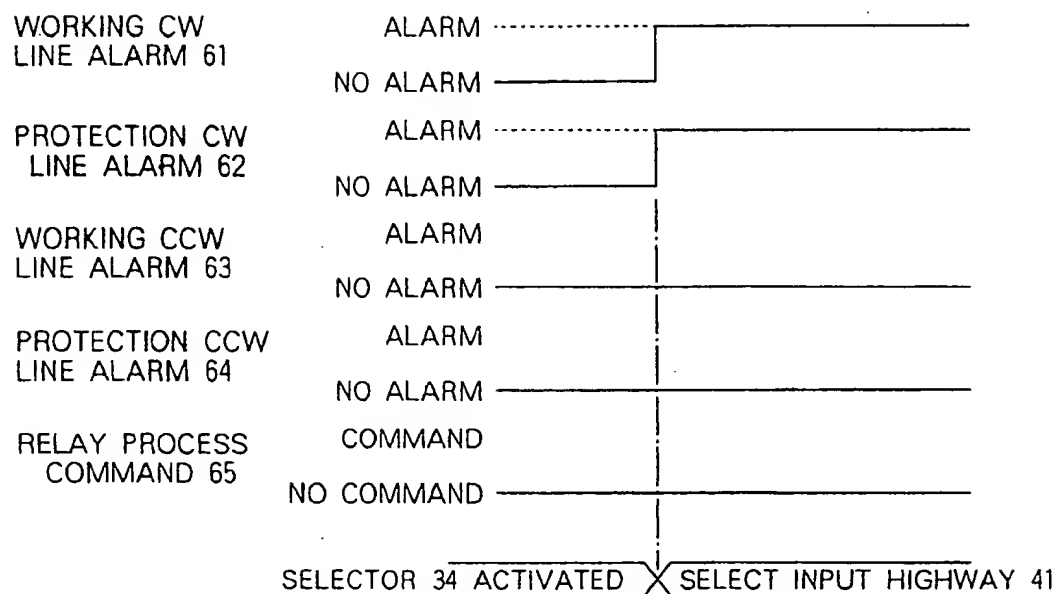 WORKING CW
LINE ALARM 61
ALARM
NO ALARM
PROTECTION CW
LINE ALARM 62
ALARM
NO ALARM
WORKING CCW
LINE ALARM 63
ALARM
NO ALARM
PROTECTION CCW
LINE ALARM 64
ALARM
NO ALARM
RELAY PROCESS
COMMAND 65
COMMAND
NO COMMAND
SELECTOR 34 ACTIVATED SELECT INPUT HIGHWAY 41